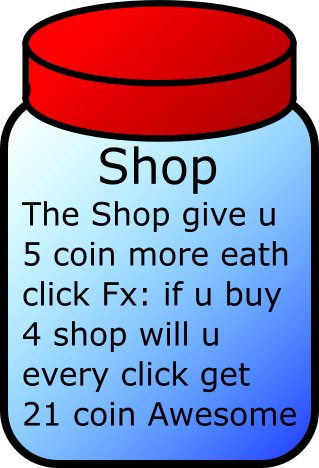 Shop
The Shop give u
5 coin more eath
click Fx: if u buy
4 shop will u
every click get
21 coin Awesome